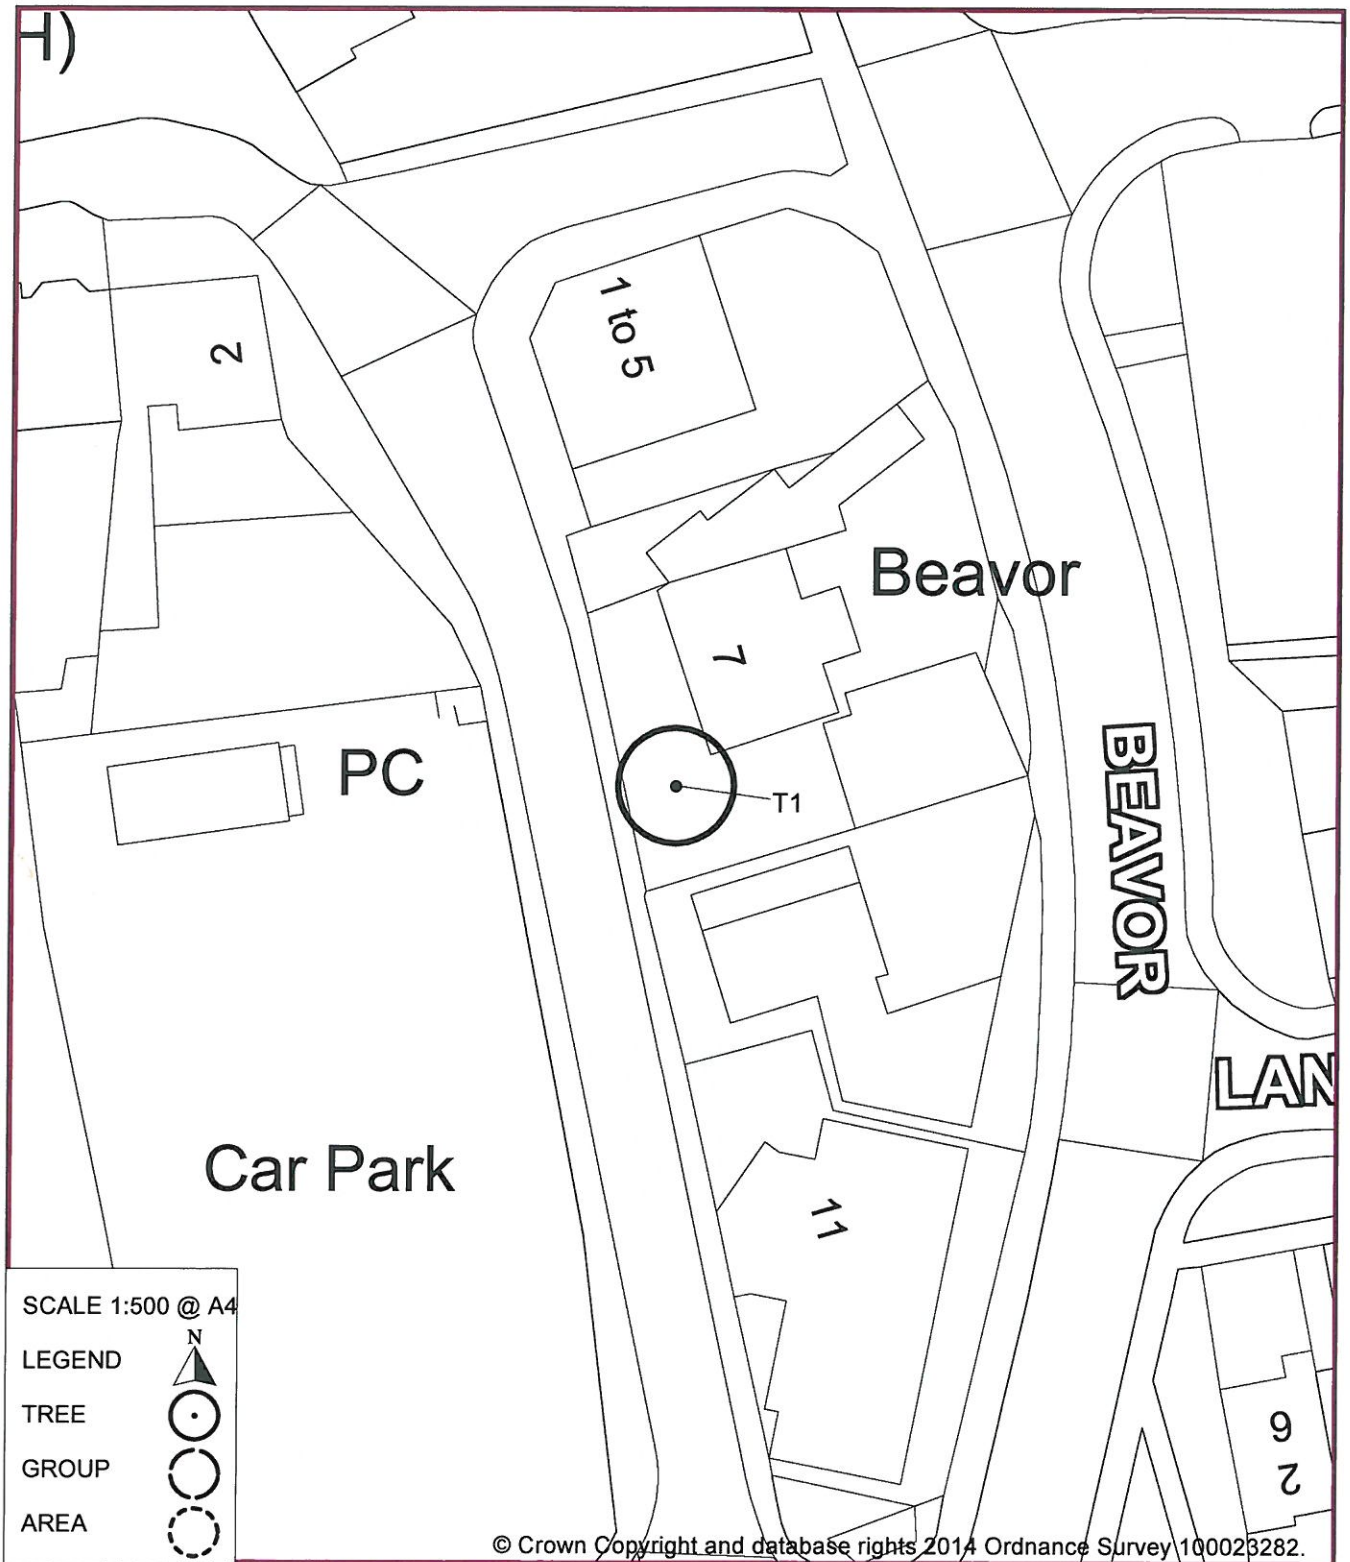 H)
1 to 5
2
Beavor
7
PC
T1
BEAVOR
LAN
Car Park
11
SCALE 1:500 @ A4
N
LEGEND
TREE
GROUP
AREA
6
2
© Crown Copyright and database rights 2014 Ordnance Survey 100023282.